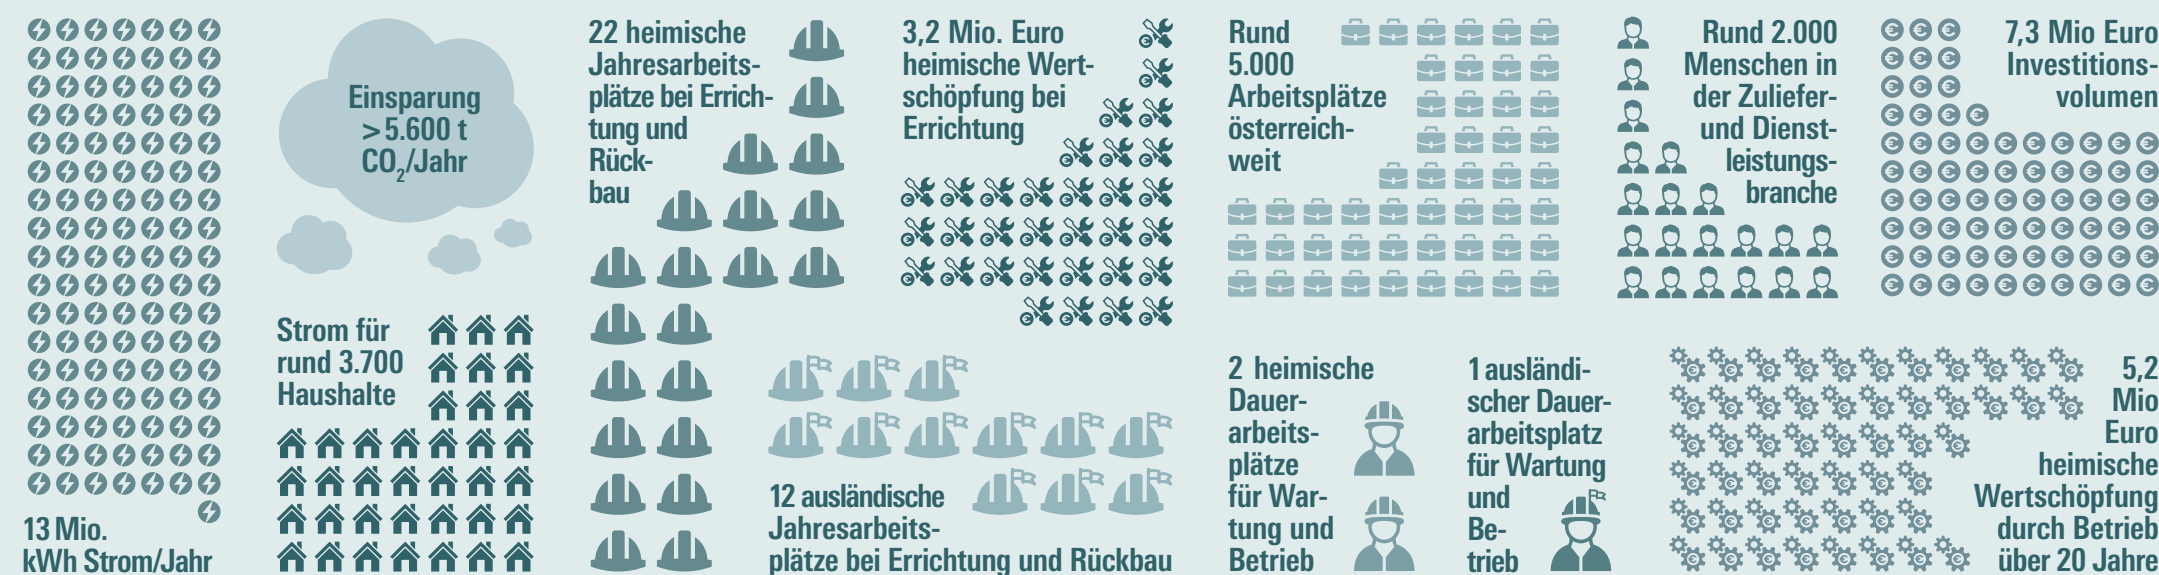 13 Mio.
kWh Strom/Jahr
Einsparung
> 5.600 t
CO₂/Jahr
Strom für
rund 3.700
Haushalte
22 heimische
Jahresarbeits-
plätze bei Errich-
tung und
Rück-
bau
3,2 Mio. Euro
heimische Wert-
schöpfung bei
Errichtung
12 ausländische
Jahresarbeits-
plätze bei Errichtung und Rückbau
Rund
5.000
Arbeitsplätze
österreich-
weit
2 heimische
Dauer-
arbeits-
plätze
für War-
tung und
Betrieb
1 ausländi-
scher Dauer-
arbeitsplatz
für Wartung
und
Be-
trieb
Rund 2.000
Menschen in
der Zuliefer-
und Dienst-
leistungs-
branche
7,3 Mio Euro
Investitions-
volumen
5,2
Mio
Euro
heimische
Wertschöpfung
durch Betrieb
über 20 Jahre